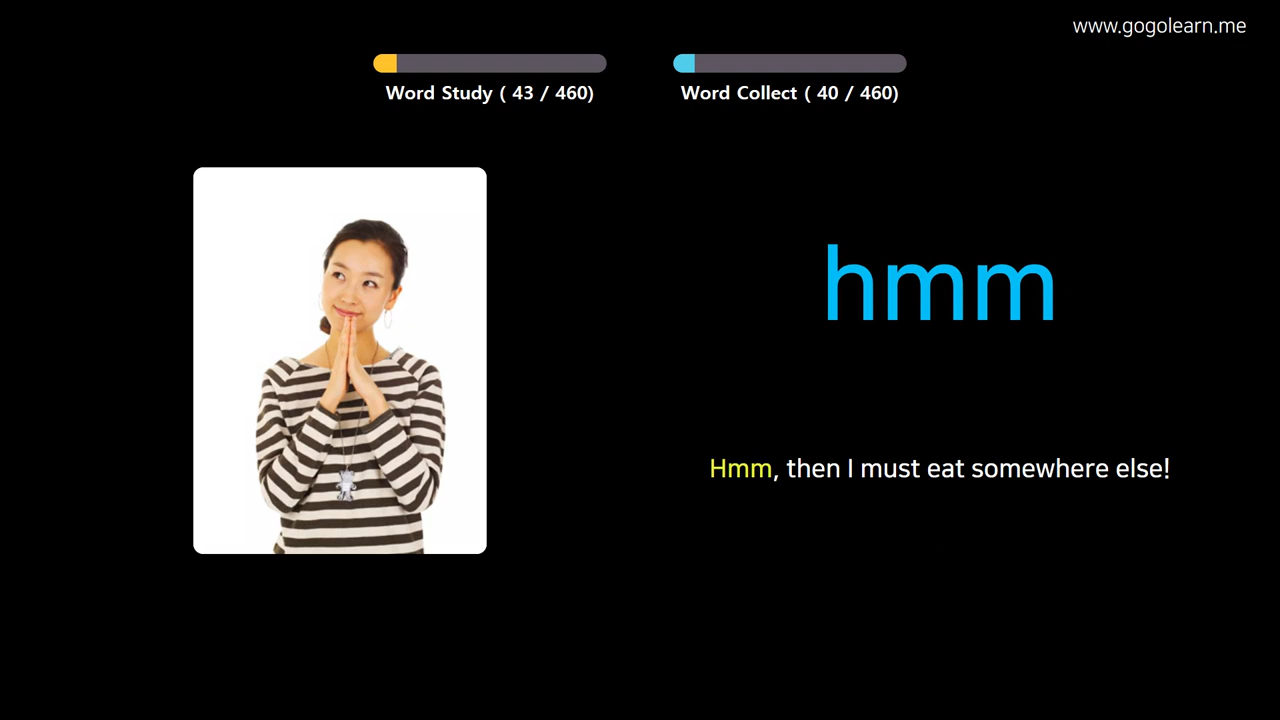 www.gogolearn.me
Word Study ( 43 / 460)
Word Collect ( 40 / 460)
hmm
Hmm, then I must eat somewhere else!